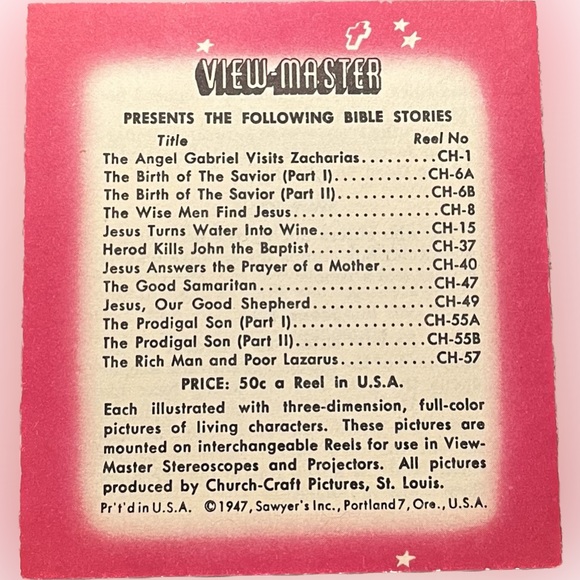 VIEW-MASTER
PRESENTS THE FOLLOWING BIBLE STORIES
Title Reel No
The Angel Gabriel Visits Zacharias.........CH-1
The Birth of The Savior (Part I)...........CH-6A
The Birth of The Savior (Part II)..........CH-6B
The Wise Men Find Jesus..................CH-8
Jesus Turns Water Into Wine...............CH-15
Herod Kills John the Baptist...............CH-37
Jesus Answers the Prayer of a Mother.......CH-40
The Good Samaritan......................CH-47
Jesus, Our Good Shepherd................CH-49
The Prodigal Son (Part I)..................CH-55A
The Prodigal Son (Part II).................CH-55B
The Rich Man and Poor Lazarus............CH-57
PRICE: 50c a Reel in U.S.A.
Each illustrated with three-dimension, full-color
pictures of living characters. These pictures are
mounted on interchangeable Reels for use in View-
Master Stereoscopes and Projectors. All pictures
produced by Church-Craft Pictures, St. Louis.
Pr't'd in U.S.A. ©1947, Sawyer's Inc., Portland 7, Ore., U.S.A.